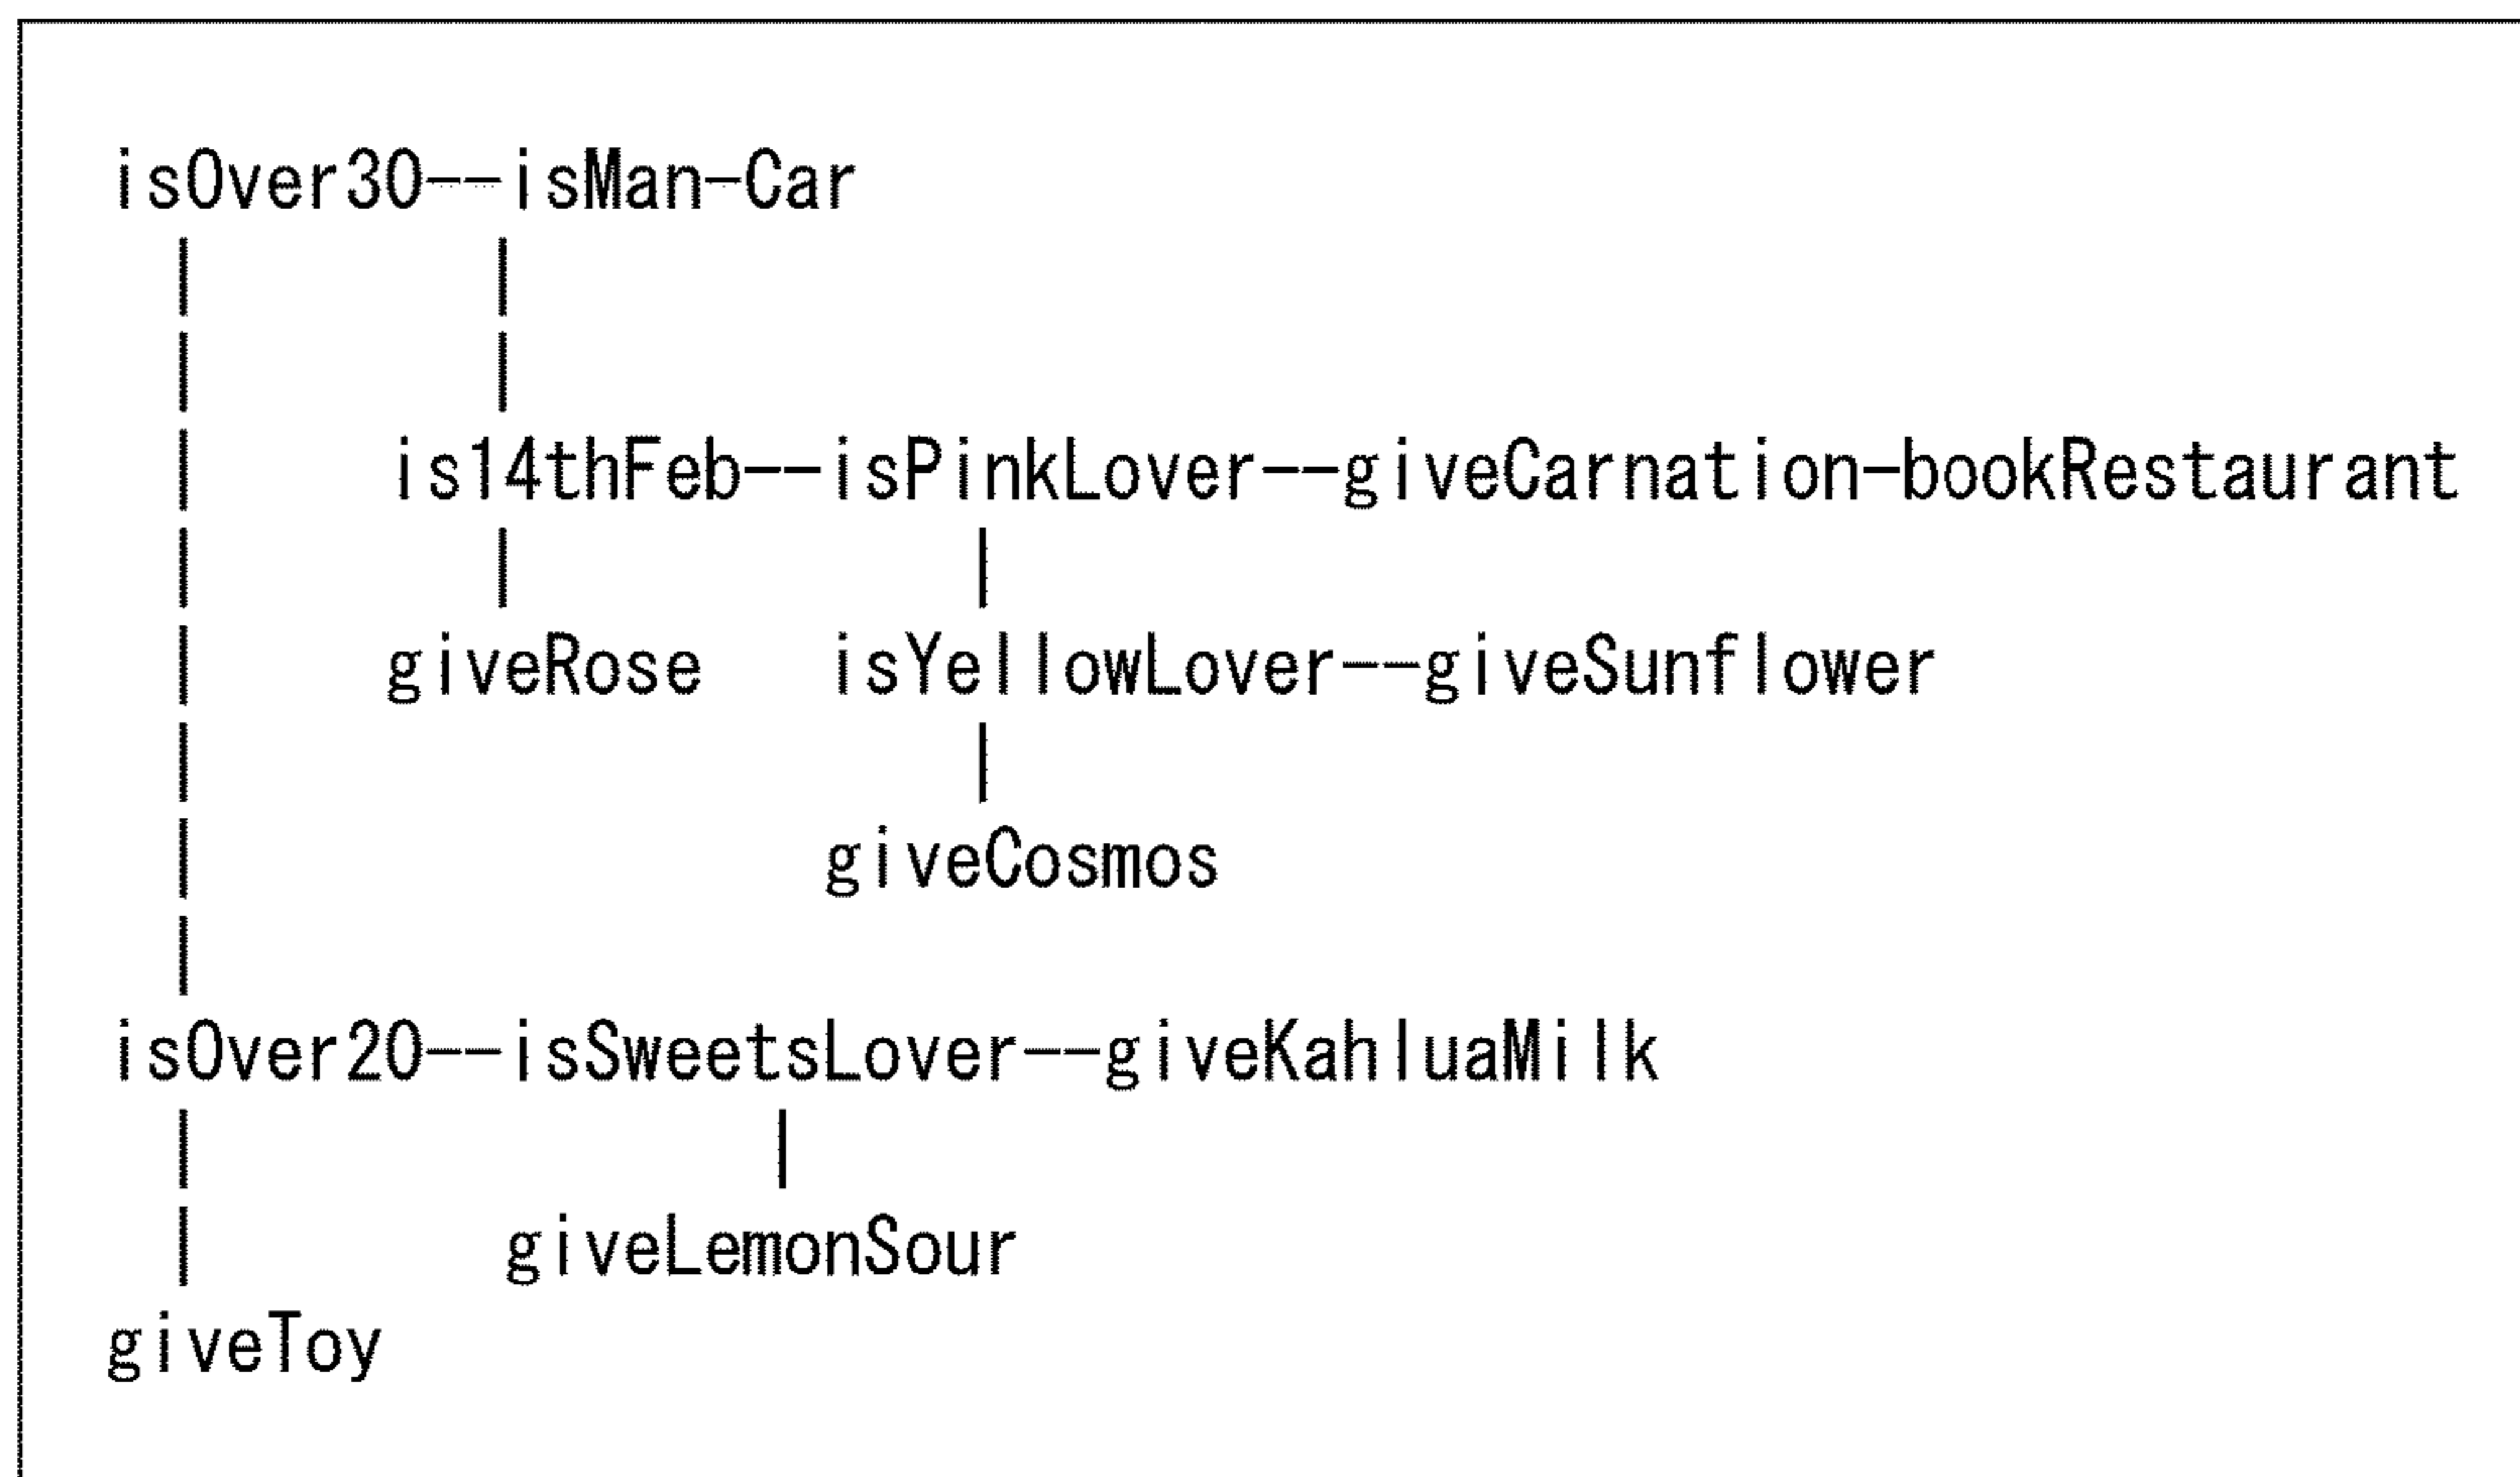 isOver30--isMan-Car
| |
| |
| is14thFeb--isPinkLover--giveCarnation-bookRestaurant
| | |
| giveRose isYellowLover--giveSunflower
| |
| giveCosmos
|
isOver20--isSweetsLover--giveKahluaMilk
| |
| giveLemonSour
giveToy